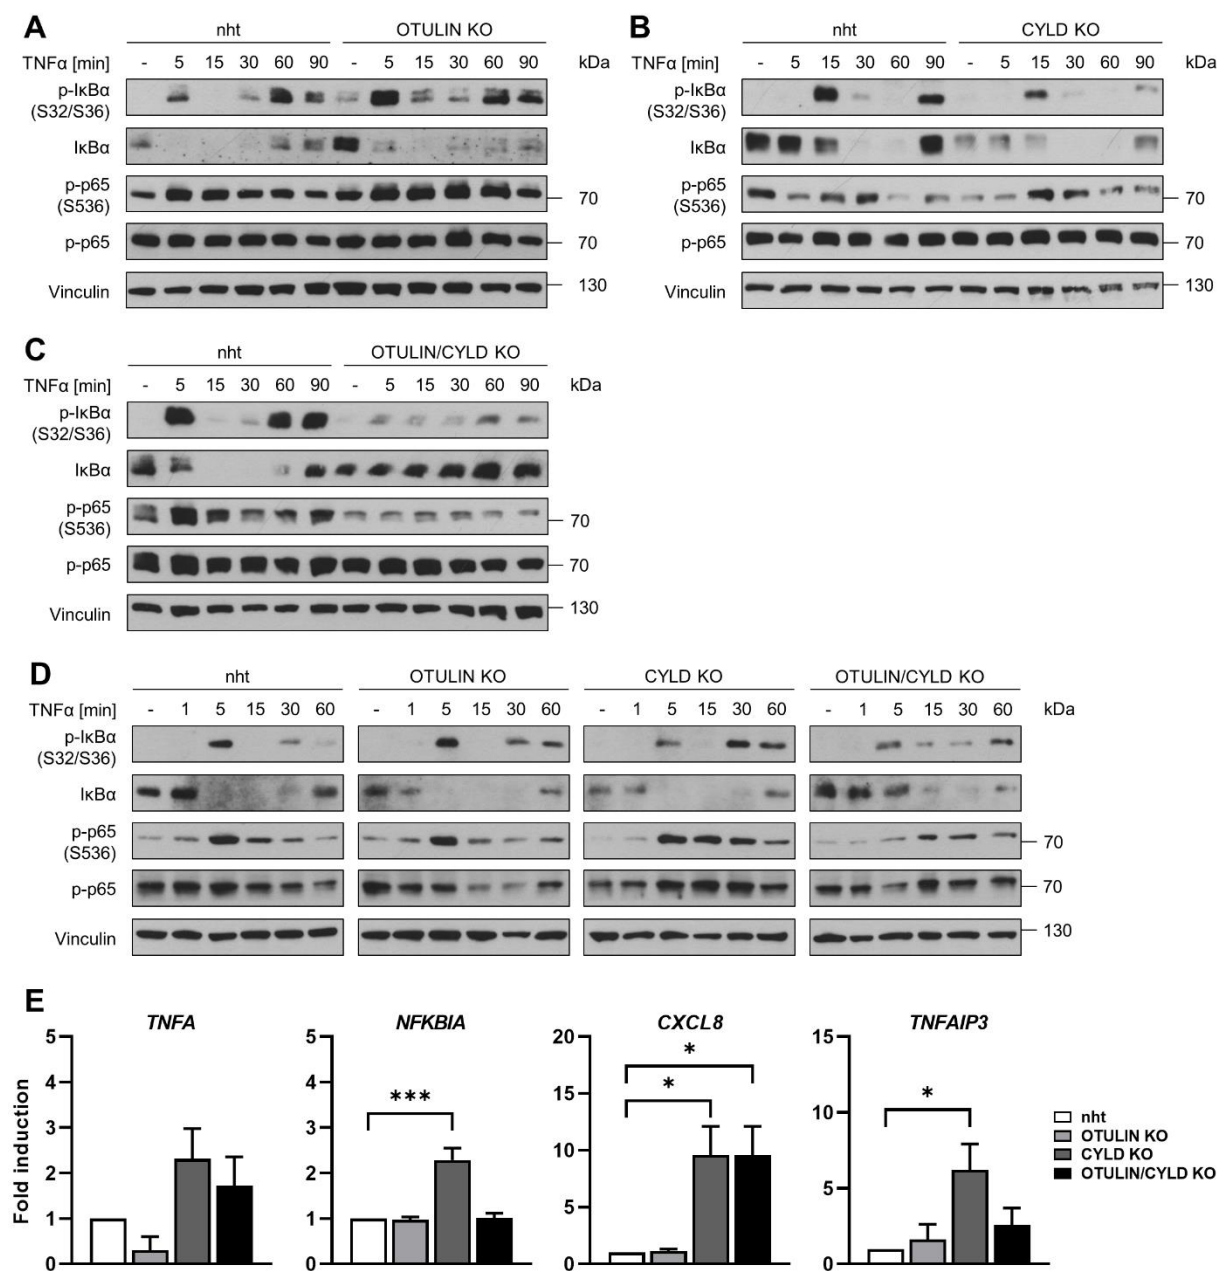 A
nht OTULIN KO
TNFα [min] - 5 15 30 60 90 - 5 15 30 60 90 kDa
p-IκBα
(S32/S36)
IκBα
p-p65
(S536) 70
p-p65 70
Vinculin 130
B
nht CYLD KO
TNFα [min] - 5 15 30 60 90 - 5 15 30 60 90 kDa
p-IκBα
(S32/S36)
IκBα
p-p65
(S536) 70
p-p65 70
Vinculin 130
C
nht OTULIN/CYLD KO
TNFα [min] - 5 15 30 60 90 - 5 15 30 60 90 kDa
p-IκBα
(S32/S36)
IκBα
p-p65
(S536) 70
p-p65 70
Vinculin 130
D
nht OTULIN KO CYLD KO OTULIN/CYLD KO
TNFα [min] - 1 5 15 30 60 - 1 5 15 30 60 - 1 5 15 30 60 - 1 5 15 30 60 kDa
p-IκBα
(S32/S36)
IκBα
p-p65
(S536) 70
p-p65 70
Vinculin 130
E
Fold induction
TNFA
5
4
3
2
1
0
NFKBIA
5
4
3
2
1
0
***
CXCL8
20
15
10
5
0
*
*
TNFAIP3
15
10
5
0
*
nht
OTULIN KO
CYLD KO
OTULIN/CYLD KO